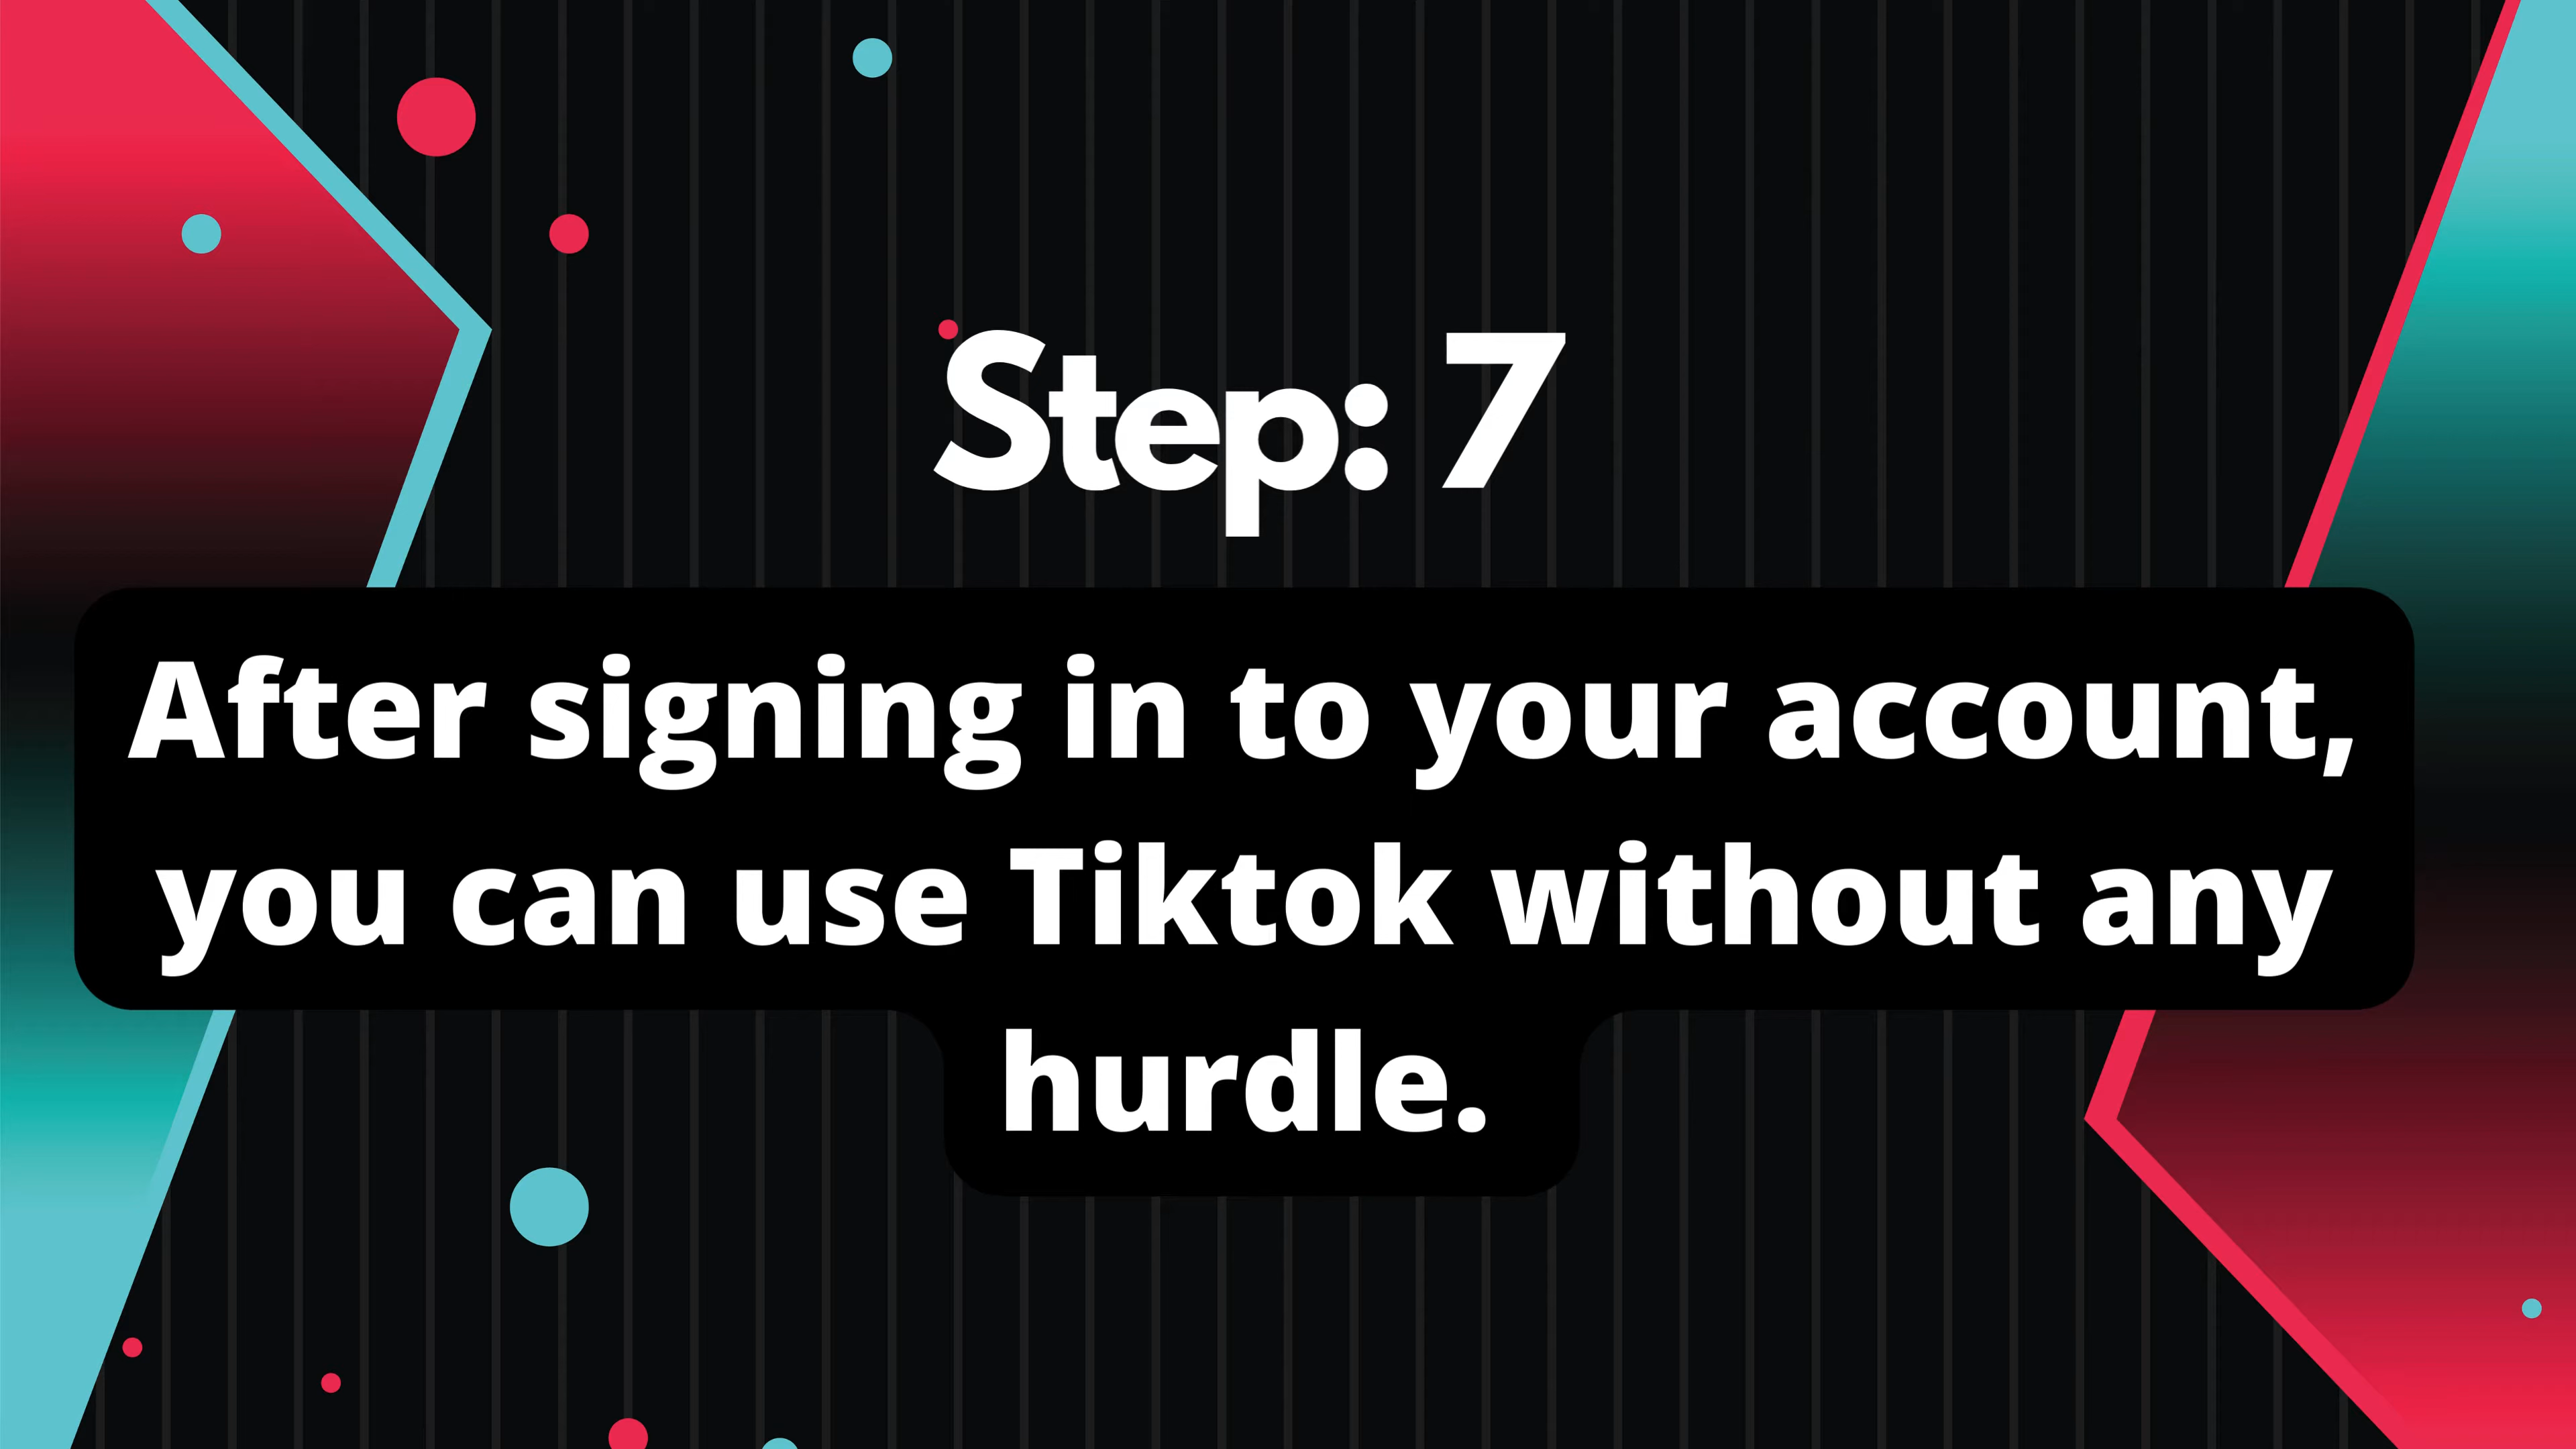 Step: 7
After signing in to your account,
you can use Tiktok without any
hurdle.